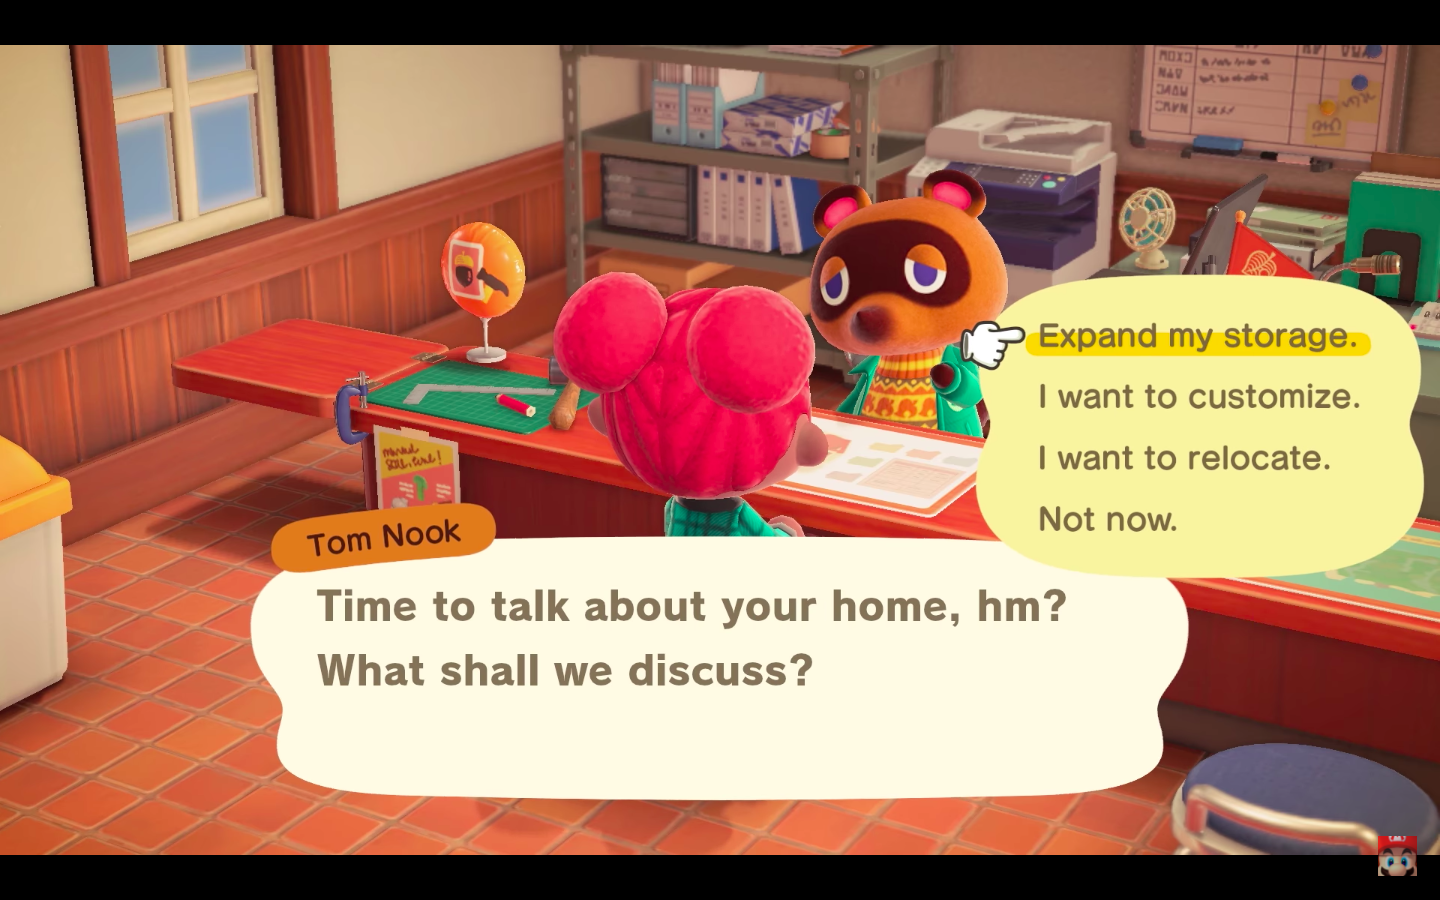 Expand my storage.
I want to customize.
I want to relocate.
Not now.
Tom Nook
Time to talk about your home, hm?
What shall we discuss?